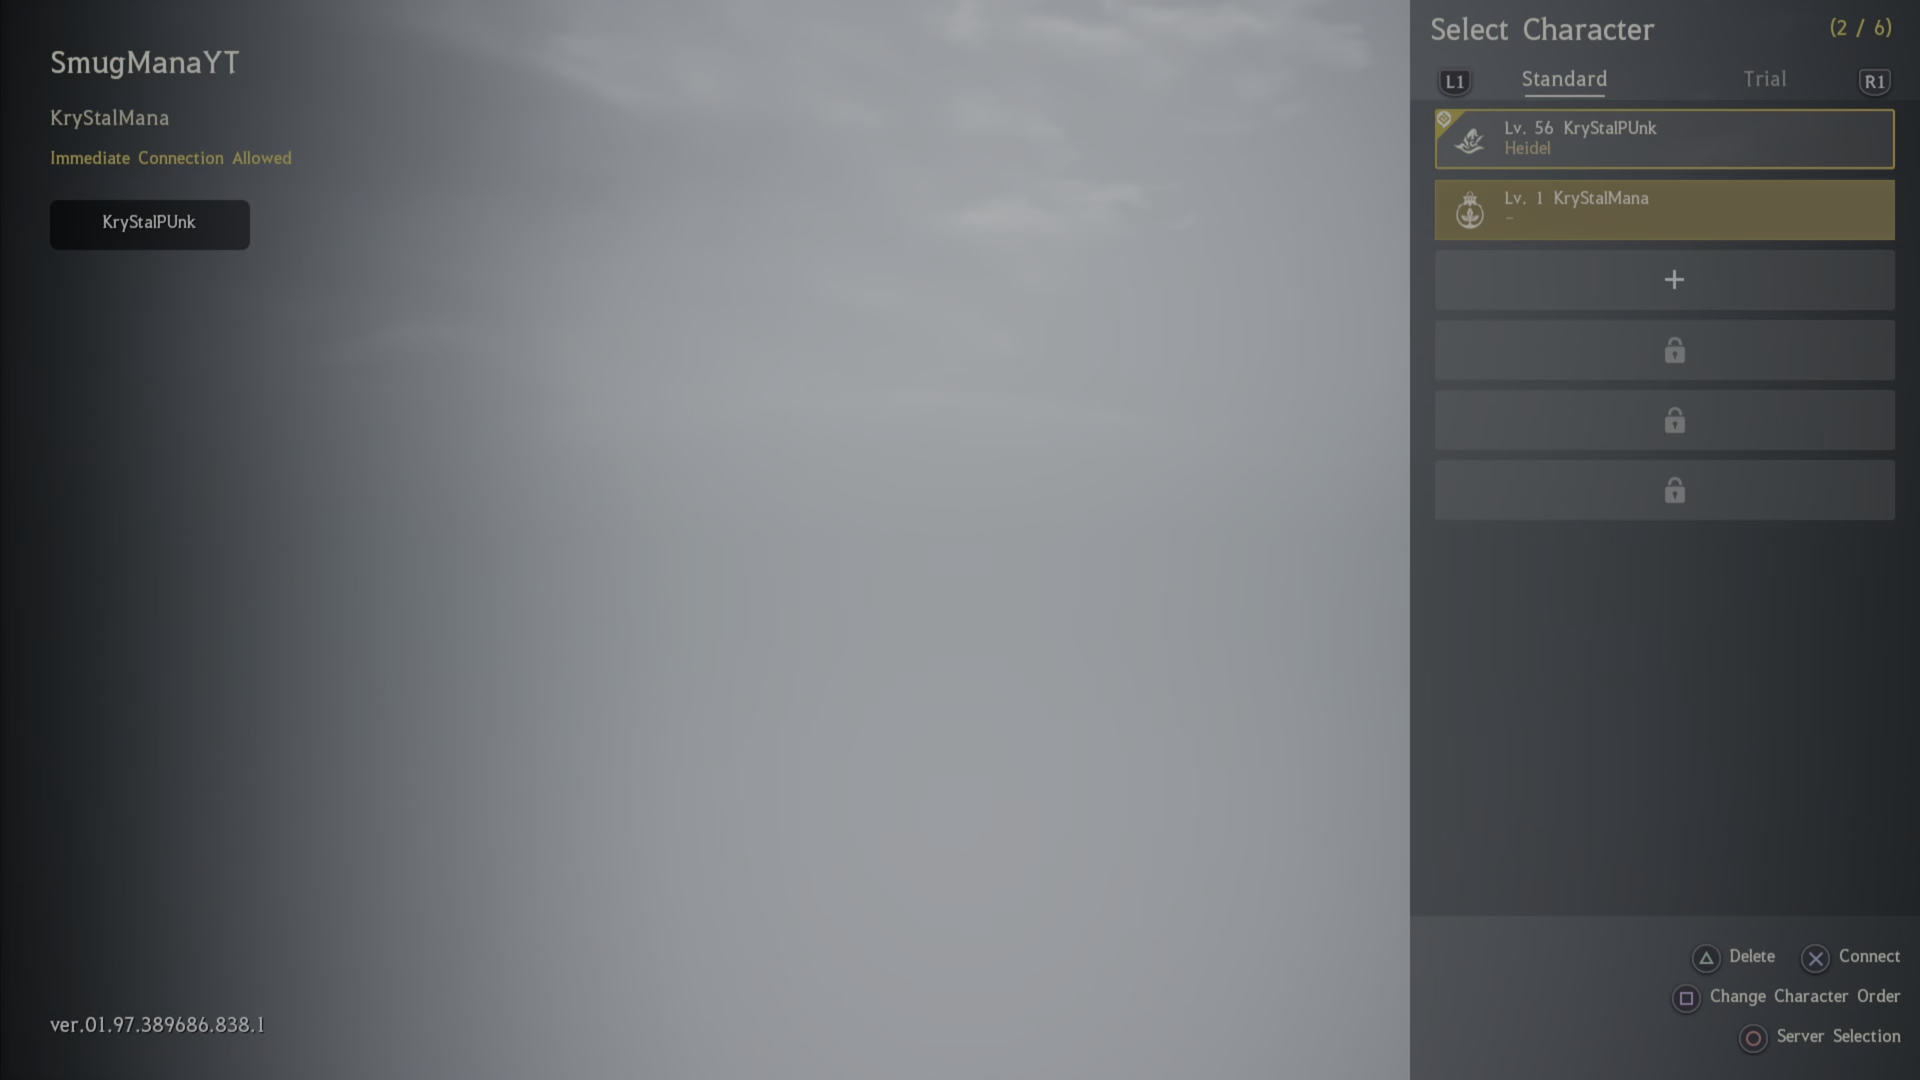 SmugManaYT
KryStalMana
Immediate Connection Allowed
KryStalPUnk
ver.01.97.389686.838.1
Select Character
(2 / 6)
L1
Standard
Trial
R1
Lv. 56 KryStalPUnk
Heidel
Lv. 1 KryStalMana
-
+
Delete
Connect
Change Character Order
Server Selection